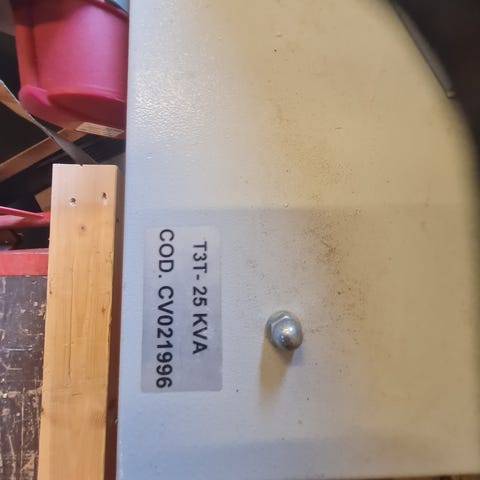 T3T- 25 KVA
COD. CV021996